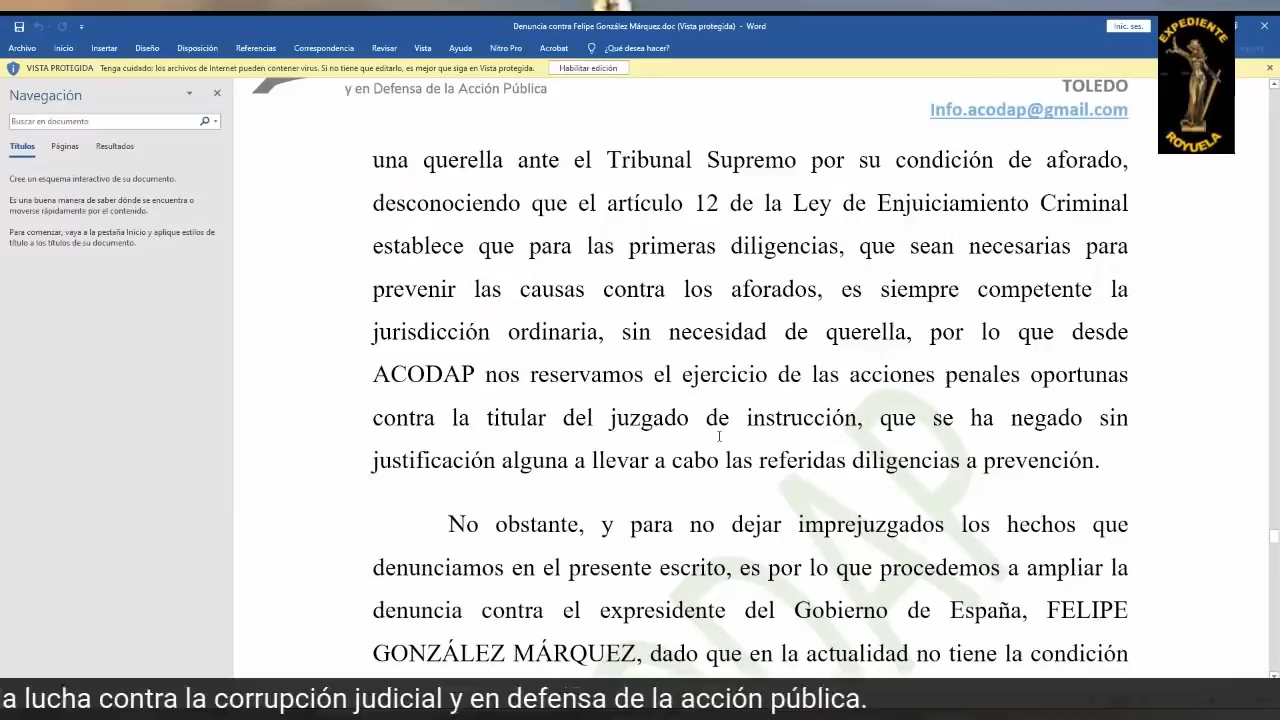 Denuncia contra Felipe González Márquez.doc (Vista protegida) - Word
Inic. ses.
Archivo Inicio Insertar Diseño Disposición Referencias Correspondencia Revisar Vista Ayuda Nitro Pro Acrobat ¿Qué desea hacer?
VISTA PROTEGIDA Tenga cuidado: los archivos de Internet pueden contener virus. Si no tiene que editarlo, es mejor que siga en Vista protegida. Habilitar edición
EXPEDIENTE
ROYUELA
Navegación
Buscar en documento
Títulos Páginas Resultados
Cree un esquema interactivo de su documento.
Es una buena manera de saber dónde se encuentra o
moverse rápidamente por el contenido.
Para comenzar, vaya a la pestaña Inicio y aplique estilos de
título a los títulos de su documento.
y en Defensa de la Acción Pública
TOLEDO
Info.acodap@gmail.com
una querella ante el Tribunal Supremo por su condición de aforado,
desconociendo que el artículo 12 de la Ley de Enjuiciamiento Criminal
establece que para las primeras diligencias, que sean necesarias para
prevenir las causas contra los aforados, es siempre competente la
jurisdicción ordinaria, sin necesidad de querella, por lo que desde
ACODAP nos reservamos el ejercicio de las acciones penales oportunas
contra la titular del juzgado de instrucción, que se ha negado sin
justificación alguna a llevar a cabo las referidas diligencias a prevención.
No obstante, y para no dejar imprejuzgados los hechos que
denunciamos en el presente escrito, es por lo que procedemos a ampliar la
denuncia contra el expresidente del Gobierno de España, FELIPE
GONZÁLEZ MÁRQUEZ, dado que en la actualidad no tiene la condición
a lucha contra la corrupción judicial y en defensa de la acción pública.